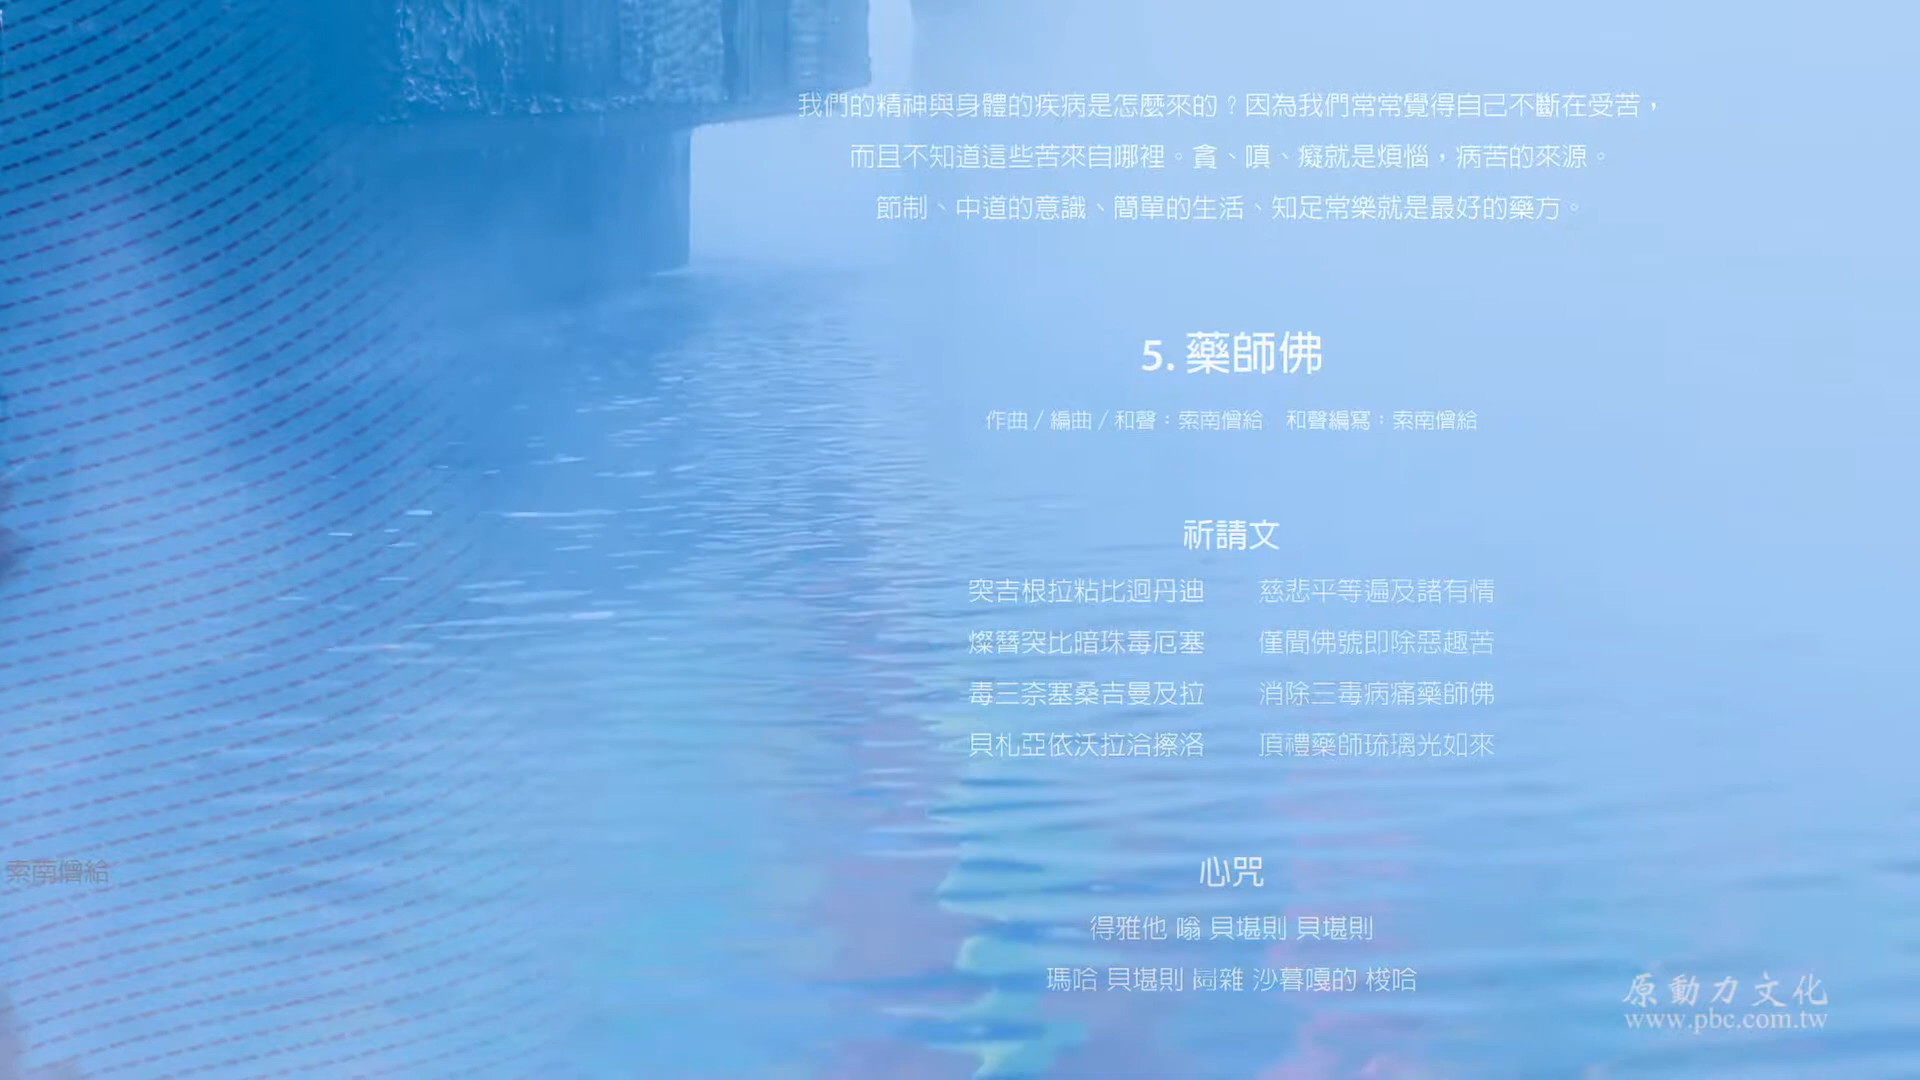 我們的精神與身體的疾病是怎麼來的？因為我們常常覺得自己不斷在受苦，
而且不知道這些苦來自哪裡。貪、嗔、癡就是煩惱，病苦的來源。
節制、中道的意識、簡單的生活、知足常樂就是最好的藥方。
5. 藥師佛
作曲 / 編曲 / 和聲：索南僧給　和聲編寫：索南僧給
祈請文
突吉根拉粘比迴丹迪　慈悲平等遍及諸有情
燦簪突比暗珠毒厄塞　僅聞佛號即除惡趣苦
毒三奈塞桑吉曼及拉　消除三毒病痛藥師佛
貝札亞依沃拉洽擦洛　頂禮藥師琉璃光如來
心咒
得雅他 嗡 貝堪則 貝堪則
瑪哈 貝堪則 喇雜 沙暮嘎的 梭哈
索南僧給
原動力文化
www.pbc.com.tw